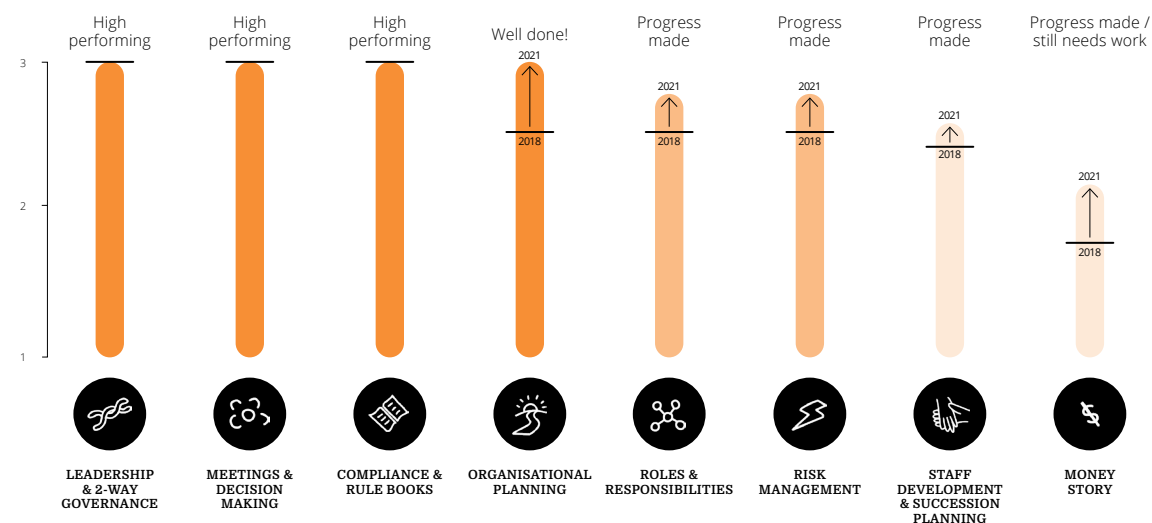 High
performing
High
performing
High
performing
Well done!
Progress
made
Progress
made
Progress
made
Progress made /
still needs work
3
2
1
2021
2018
2021
2018
2021
2018
2021
2018
2021
2018
LEADERSHIP
& 2-WAY
GOVERNANCE
MEETINGS &
DECISION
MAKING
COMPLIANCE &
RULE BOOKS
ORGANISATIONAL
PLANNING
ROLES &
RESPONSIBILITIES
RISK
MANAGEMENT
STAFF
DEVELOPMENT
& SUCCESSION
PLANNING
MONEY
STORY